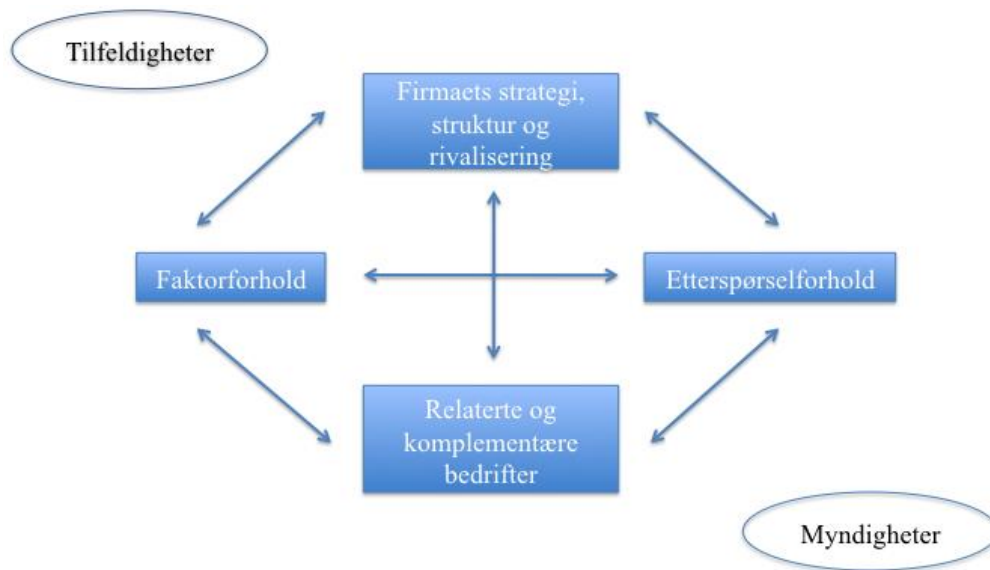 Tilfeldigheter
Firmaets strategi,
struktur og
rivalisering
Faktorforhold
Etterspørselforhold
Relaterte og
komplementære
bedrifter
Myndigheter